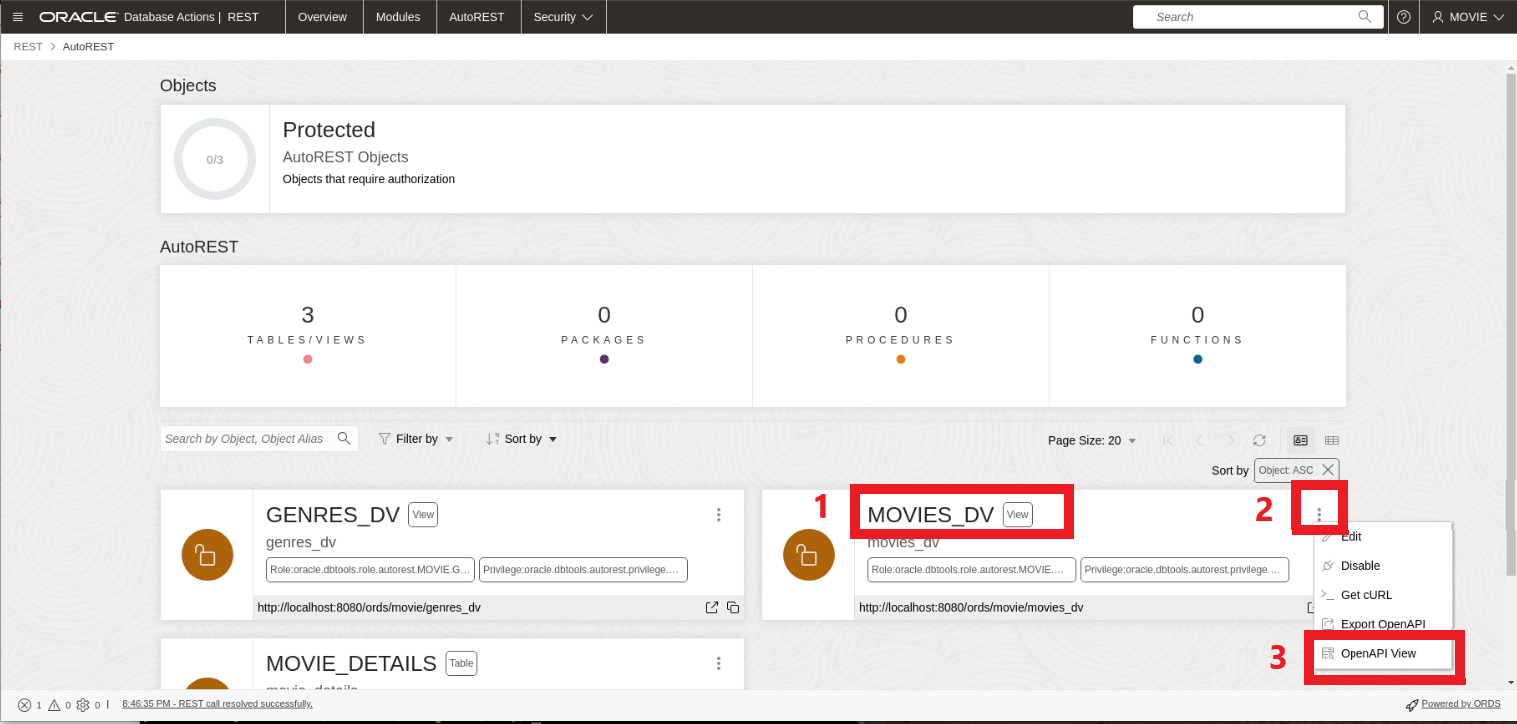 ORACLE Database Actions | REST Overview Modules AutoREST Security Search MOVIE
REST > AutoREST
Objects
0/3
Protected
AutoREST Objects
Objects that require authorization
AutoREST
3 0 0 0
TABLES/VIEWS PACKAGES PROCEDURES FUNCTIONS
Search by Object, Object Alias Filter by Sort by Page Size: 20
Sort by Object: ASC
GENRES_DV View
genres_dv
Role:oracle.dbtools.role.autorest.MOVIE.G... Privilege:oracle.dbtools.autorest.privilege....
http://localhost:8080/ords/movie/genres_dv
1 MOVIES_DV View 2
movies_dv
Role:oracle.dbtools.role.autorest.MOVIE.... Privilege:oracle.dbtools.autorest.privilege....
http://localhost:8080/ords/movie/movies_dv
Edit
Disable
Get cURL
Export OpenAPI
3 OpenAPI View
MOVIE_DETAILS Table
movie_details
1 0 0 8:46:35 PM - REST call resolved successfully. Powered by ORDS